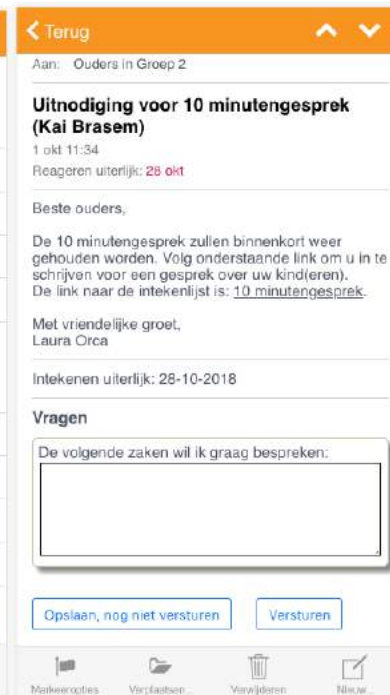 Terug
Aan: Ouders in Groep 2
Uitnodiging voor 10 minutengesprek
(Kai Brasem)
1 okt 11:34
Reageren uiterlijk: 28 okt
Beste ouders,
De 10 minutengesprek zullen binnenkort weer
gehouden worden. Volg onderstaande link om u in te
schrijven voor een gesprek over uw kind(eren).
De link naar de intekenlijst is: 10 minutengesprek.
Met vriendelijke groet,
Laura Orca
Intekenen uiterlijk: 28-10-2018
Vragen
De volgende zaken wil ik graag bespreken:
Opslaan, nog niet versturen Versturen
Markeeropties Verplaatsen... Verwijderen Nieuw...